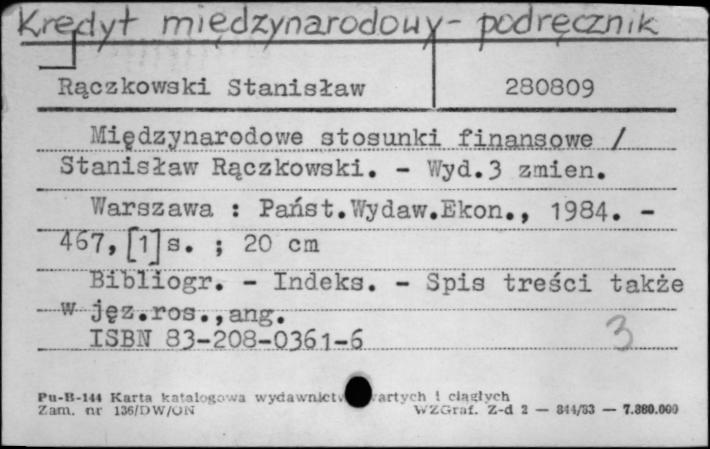 Kredyt międzynarodowy - podręcznik
Rączkowski Stanisław 280809
Międzynarodowe stosunki finansowe /
Stanisław Rączkowski. - Wyd.3 zmien.
Warszawa : Państ.Wydaw.Ekon., 1984. -
467, [1] s. ; 20 cm
Bibliogr. - Indeks. - Spis treści także
w jęz.ros.,ang.
ISBN 83-208-0361-6
3
Pu-B-144 Karta katalogowa wydawnictw zwartych i ciągłych
Zam. nr 136/DW/UN WZGraf. Z-d 2 — 844/83 — 7.880.000